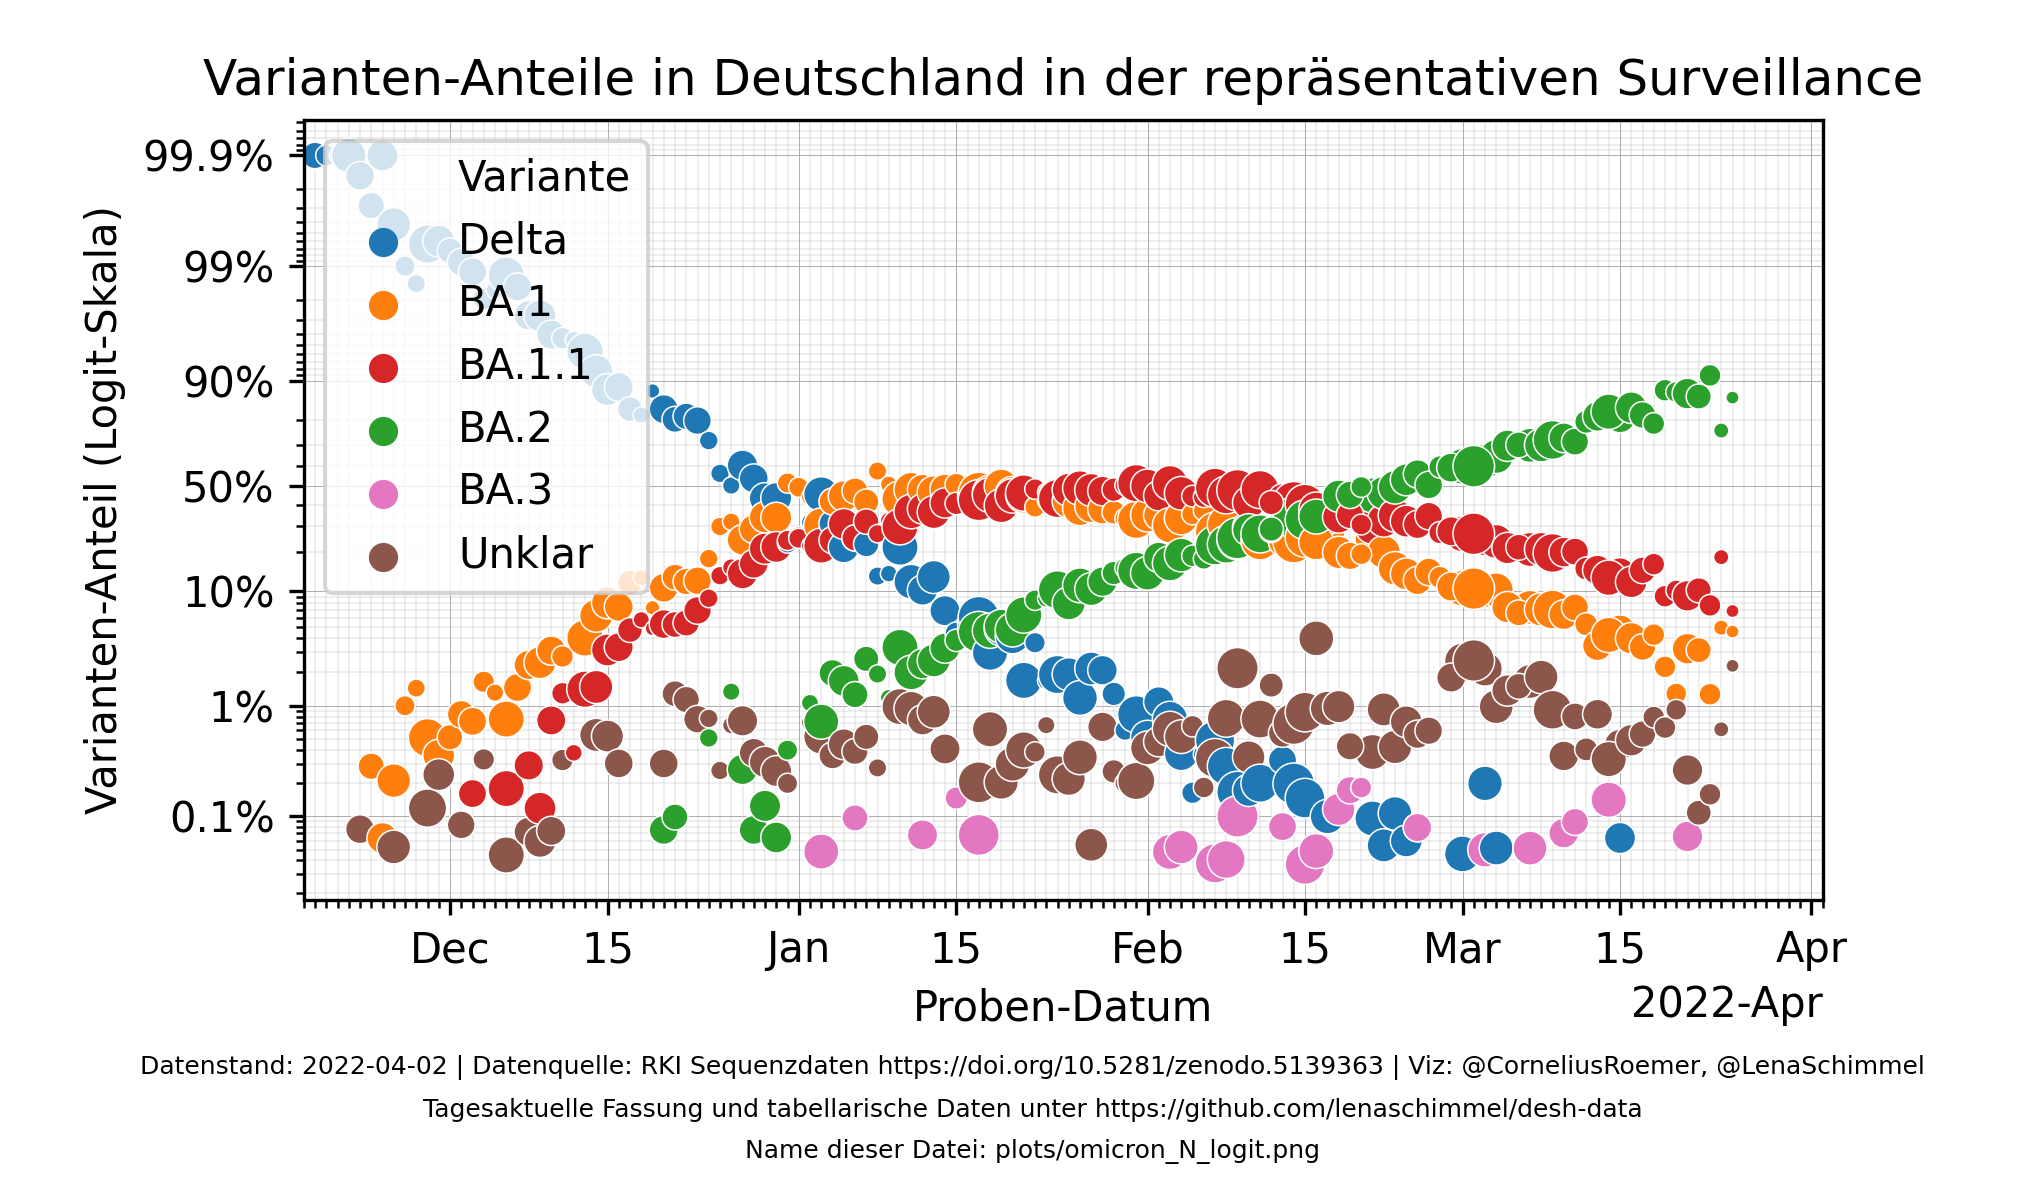 Varianten-Anteile in Deutschland in der repräsentativen Surveillance
Varianten-Anteil (Logit-Skala)
99.9%
99%
90%
50%
10%
1%
0.1%
Variante
Delta
BA.1
BA.1.1
BA.2
BA.3
Unklar
Dec 15 Jan 15 Feb 15 Mar 15 Apr
Proben-Datum
2022-Apr
Datenstand: 2022-04-02 | Datenquelle: RKI Sequenzdaten https://doi.org/10.5281/zenodo.5139363 | Viz: @CorneliusRoemer, @LenaSchimmel
Tagesaktuelle Fassung und tabellarische Daten unter https://github.com/lenaschimmel/desh-data
Name dieser Datei: plots/omicron_N_logit.png